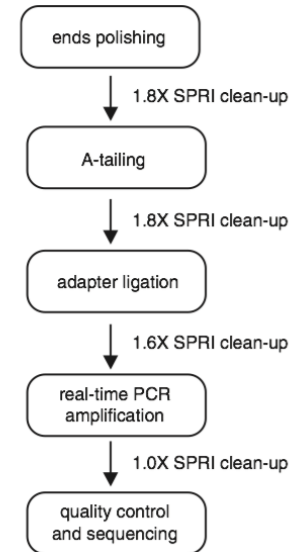 ends polishing
1.8X SPRI clean-up
A-tailing
1.8X SPRI clean-up
adapter ligation
1.6X SPRI clean-up
real-time PCR
amplification
1.0X SPRI clean-up
quality control
and sequencing